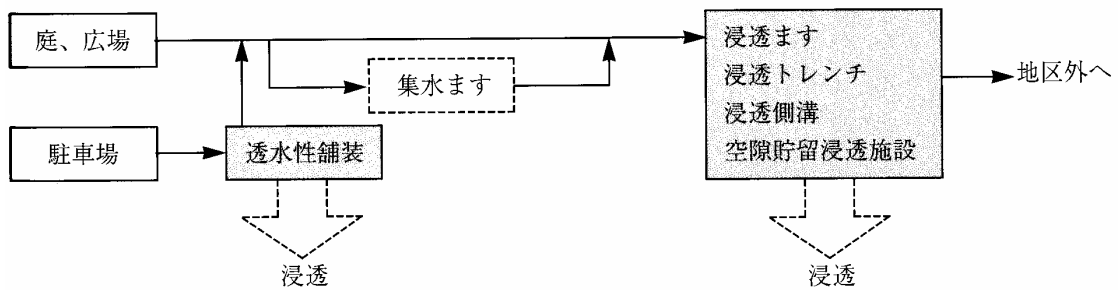 庭、広場
集水ます
駐車場
透水性舗装
浸透
浸透ます
浸透トレンチ
浸透側溝
空隙貯留浸透施設
地区外へ
浸透